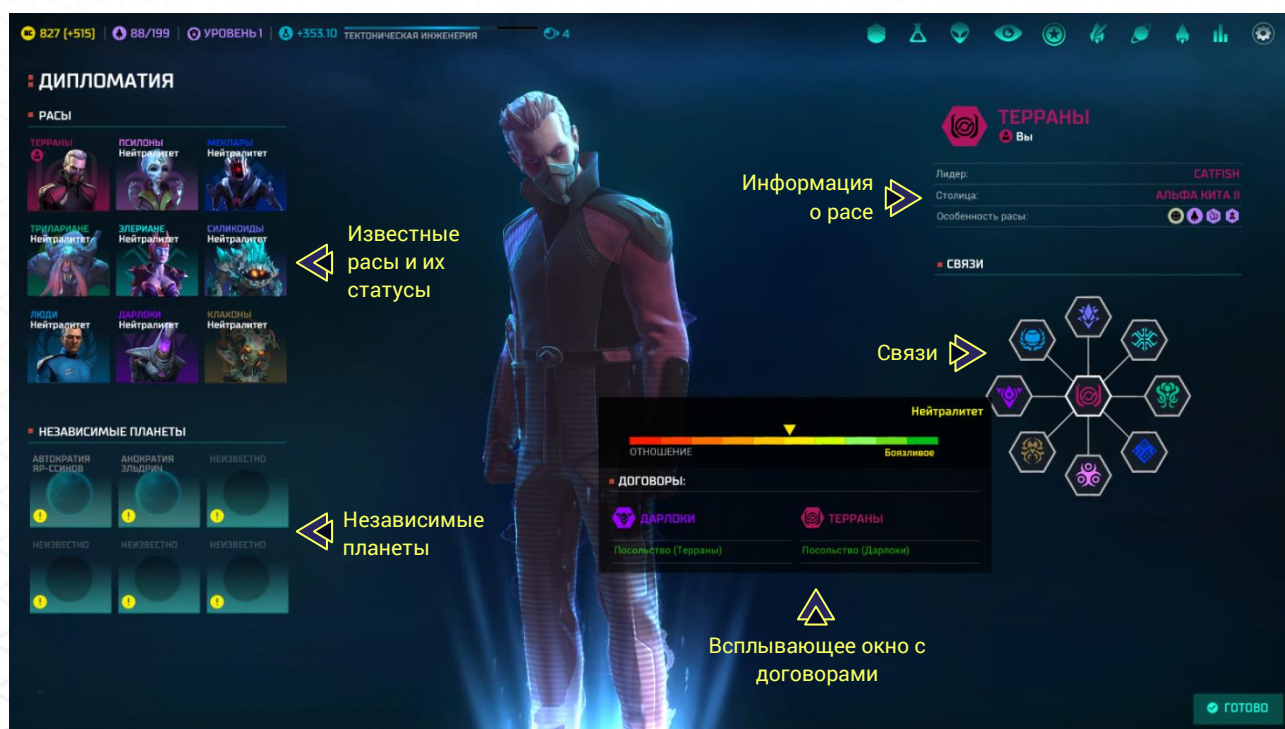 827 (+515) 88/199 УРОВЕНЬ 1 +353.10 ТЕКТОНИЧЕСКАЯ ИНЖЕНЕРИЯ 4
ДИПЛОМАТИЯ
РАСЫ
ТЕРРАНЫ
ПСИЛОНЫ
Нейтралитет
МЕКЛАРЫ
Нейтралитет
ТРИЛАРИАНЕ
Нейтралитет
ЭЛЕРИАНЕ
Нейтралитет
СИЛИКОИДЫ
Нейтралитет
ЛЮДИ
Нейтралитет
ДАРЛОКИ
Нейтралитет
КЛАКОНЫ
Нейтралитет
Известные
расы и их
статусы
НЕЗАВИСИМЫЕ ПЛАНЕТЫ
АВТОКРАТИЯ
ЯР-ССИНОВ
АНОКРАТИЯ
ЭЛЬДРИЧ
НЕИЗВЕСТНО
НЕИЗВЕСТНО
НЕИЗВЕСТНО
НЕИЗВЕСТНО
Независимые
планеты
ТЕРРАНЫ
Вы
Лидер: CATFISH
Столица: АЛЬФА КИТА II
Особенность расы:
Информация
о расе
СВЯЗИ
Связи
Нейтралитет
ОТНОШЕНИЕ Боязливое
ДОГОВОРЫ:
ДАРЛОКИ ТЕРРАНЫ
Посольство (Терраны) Посольство (Дарлоки)
Всплывающее окно с
договорами
ГОТОВО